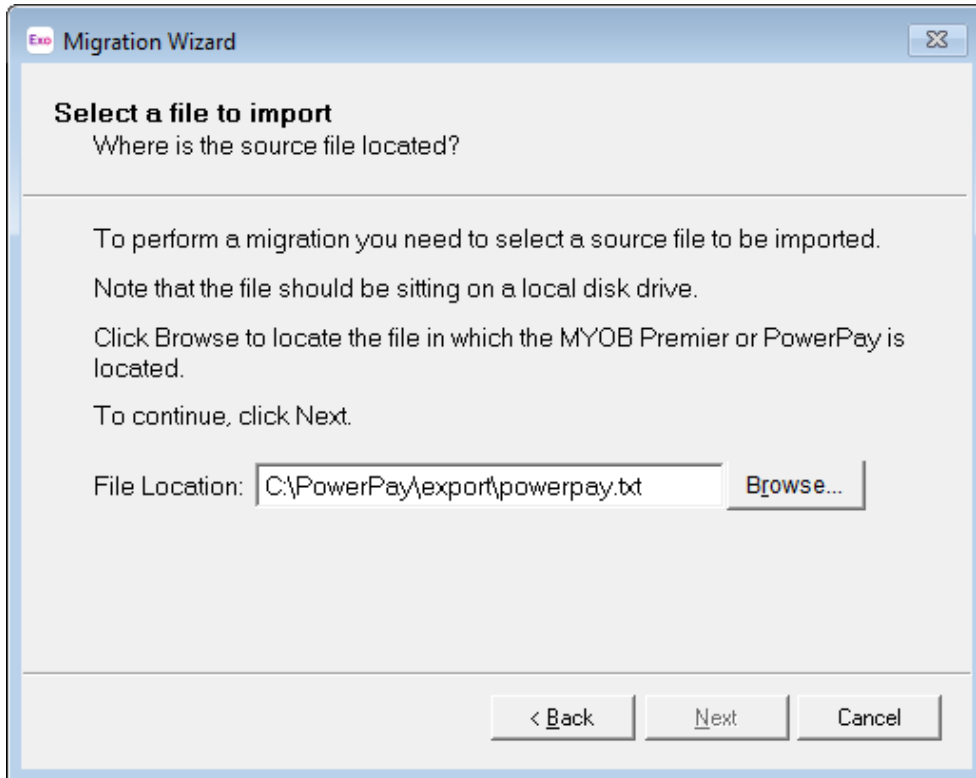 Exo Migration Wizard
Select a file to import
Where is the source file located?
To perform a migration you need to select a source file to be imported.
Note that the file should be sitting on a local disk drive.
Click Browse to locate the file in which the MYOB Premier or PowerPay is
located.
To continue, click Next.
File Location: C:\PowerPay\export\powerpay.txt Browse...
< Back Next Cancel